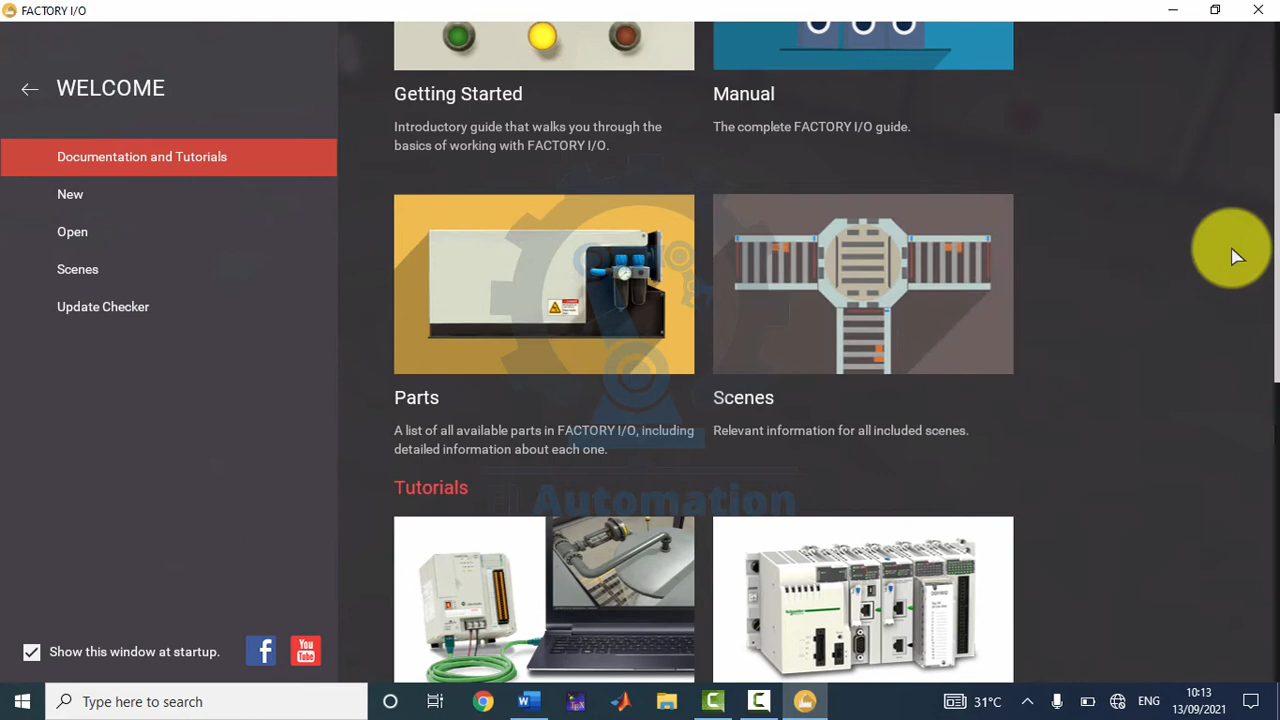 FACTORY I/O
WELCOME
Documentation and Tutorials
New
Open
Scenes
Update Checker
Show this window at startup.
f
You
Tube
Getting Started
Introductory guide that walks you through the
basics of working with FACTORY I/O.
Manual
The complete FACTORY I/O guide.
Parts
A list of all available parts in FACTORY I/O, including
detailed information about each one.
Scenes
Relevant information for all included scenes.
Tutorials
Automation
Type here to search
31°C
ENG
10:13
13/09/2021